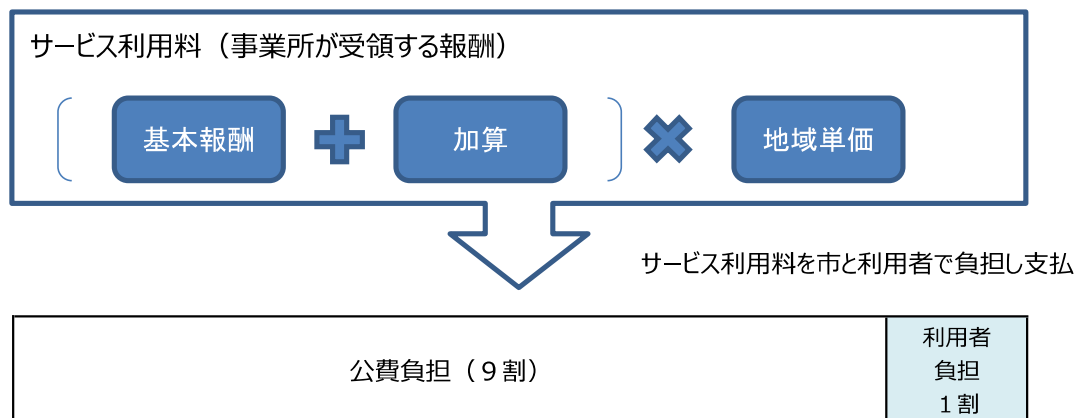 サービス利用料（事業所が受領する報酬）
基本報酬 加算 地域単価
サービス利用料を市と利用者で負担し支払
公費負担（９割）
利用者
負担
１割